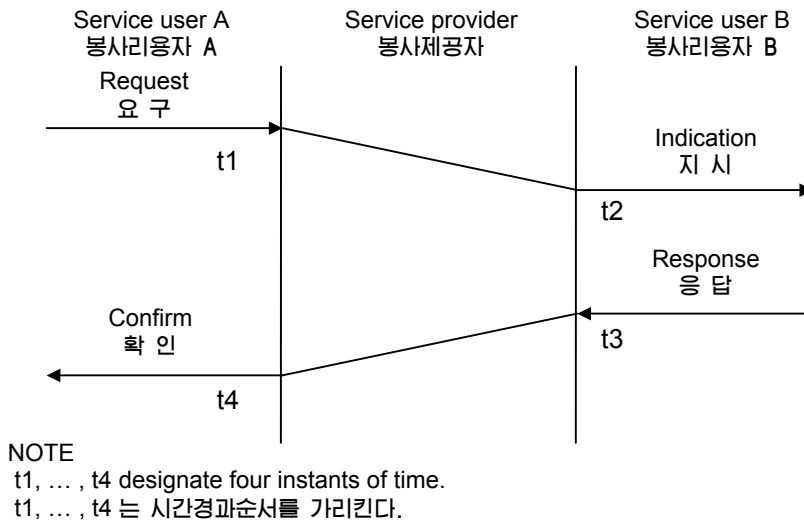 Service user A
봉사리용자 A
Service provider
봉사제공자
Service user B
봉사리용자 B
Request
요 구
t1
Indication
지 시
t2
Response
응 답
t3
Confirm
확 인
t4
NOTE
t1, … , t4 designate four instants of time.
t1, … , t4 는 시간경과순서를 가리킨다.